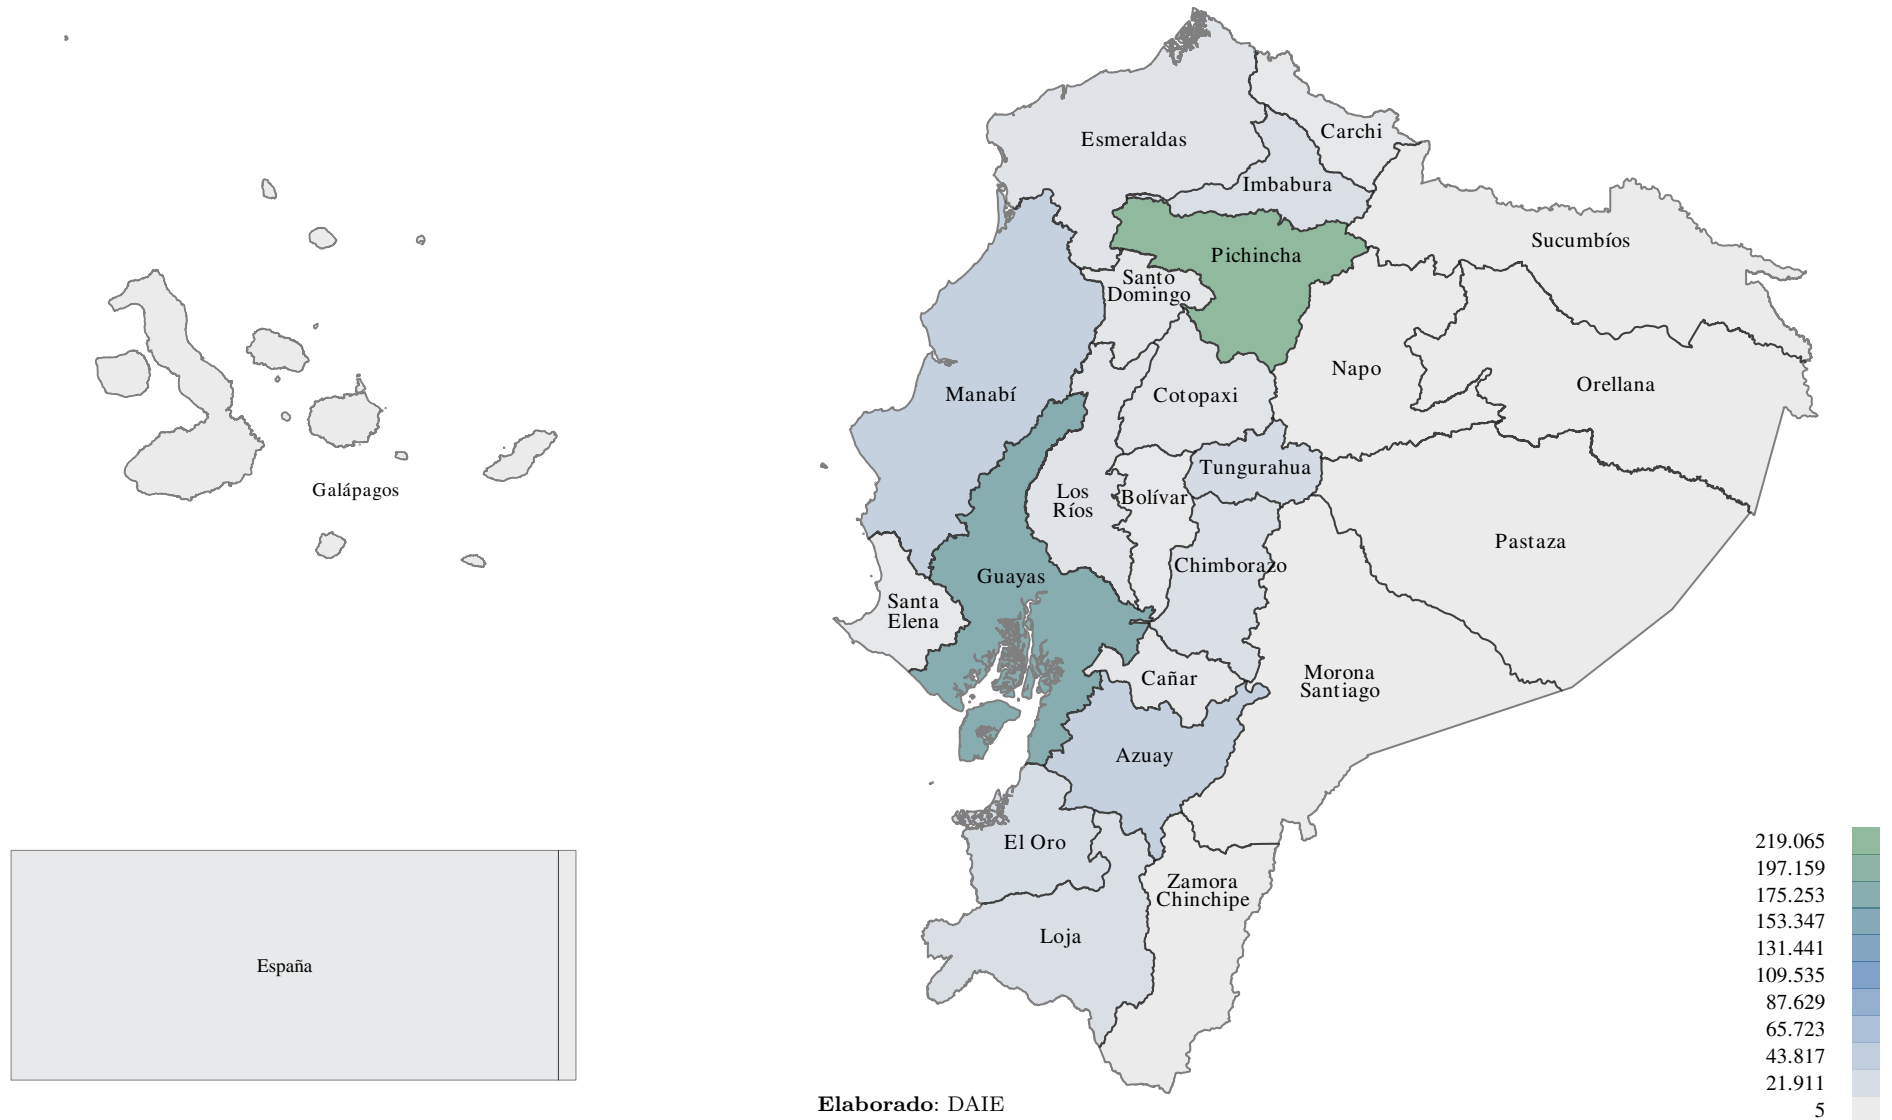 Carchi
Esmeraldas
Imbabura
Sucumbíos
Pichincha
Santo
Domingo
Napo
Orellana
Manabí
Cotopaxi
Tungurahua
Galápagos
Los
Ríos
Bolívar
Pastaza
Chimborazo
Guayas
Santa
Elena
Cañar
Morona
Santiago
Azuay
El Oro
Zamora
Chinchipe
Loja
España
219.065
197.159
175.253
153.347
131.441
109.535
87.629
65.723
43.817
21.911
5
Elaborado: DAIE